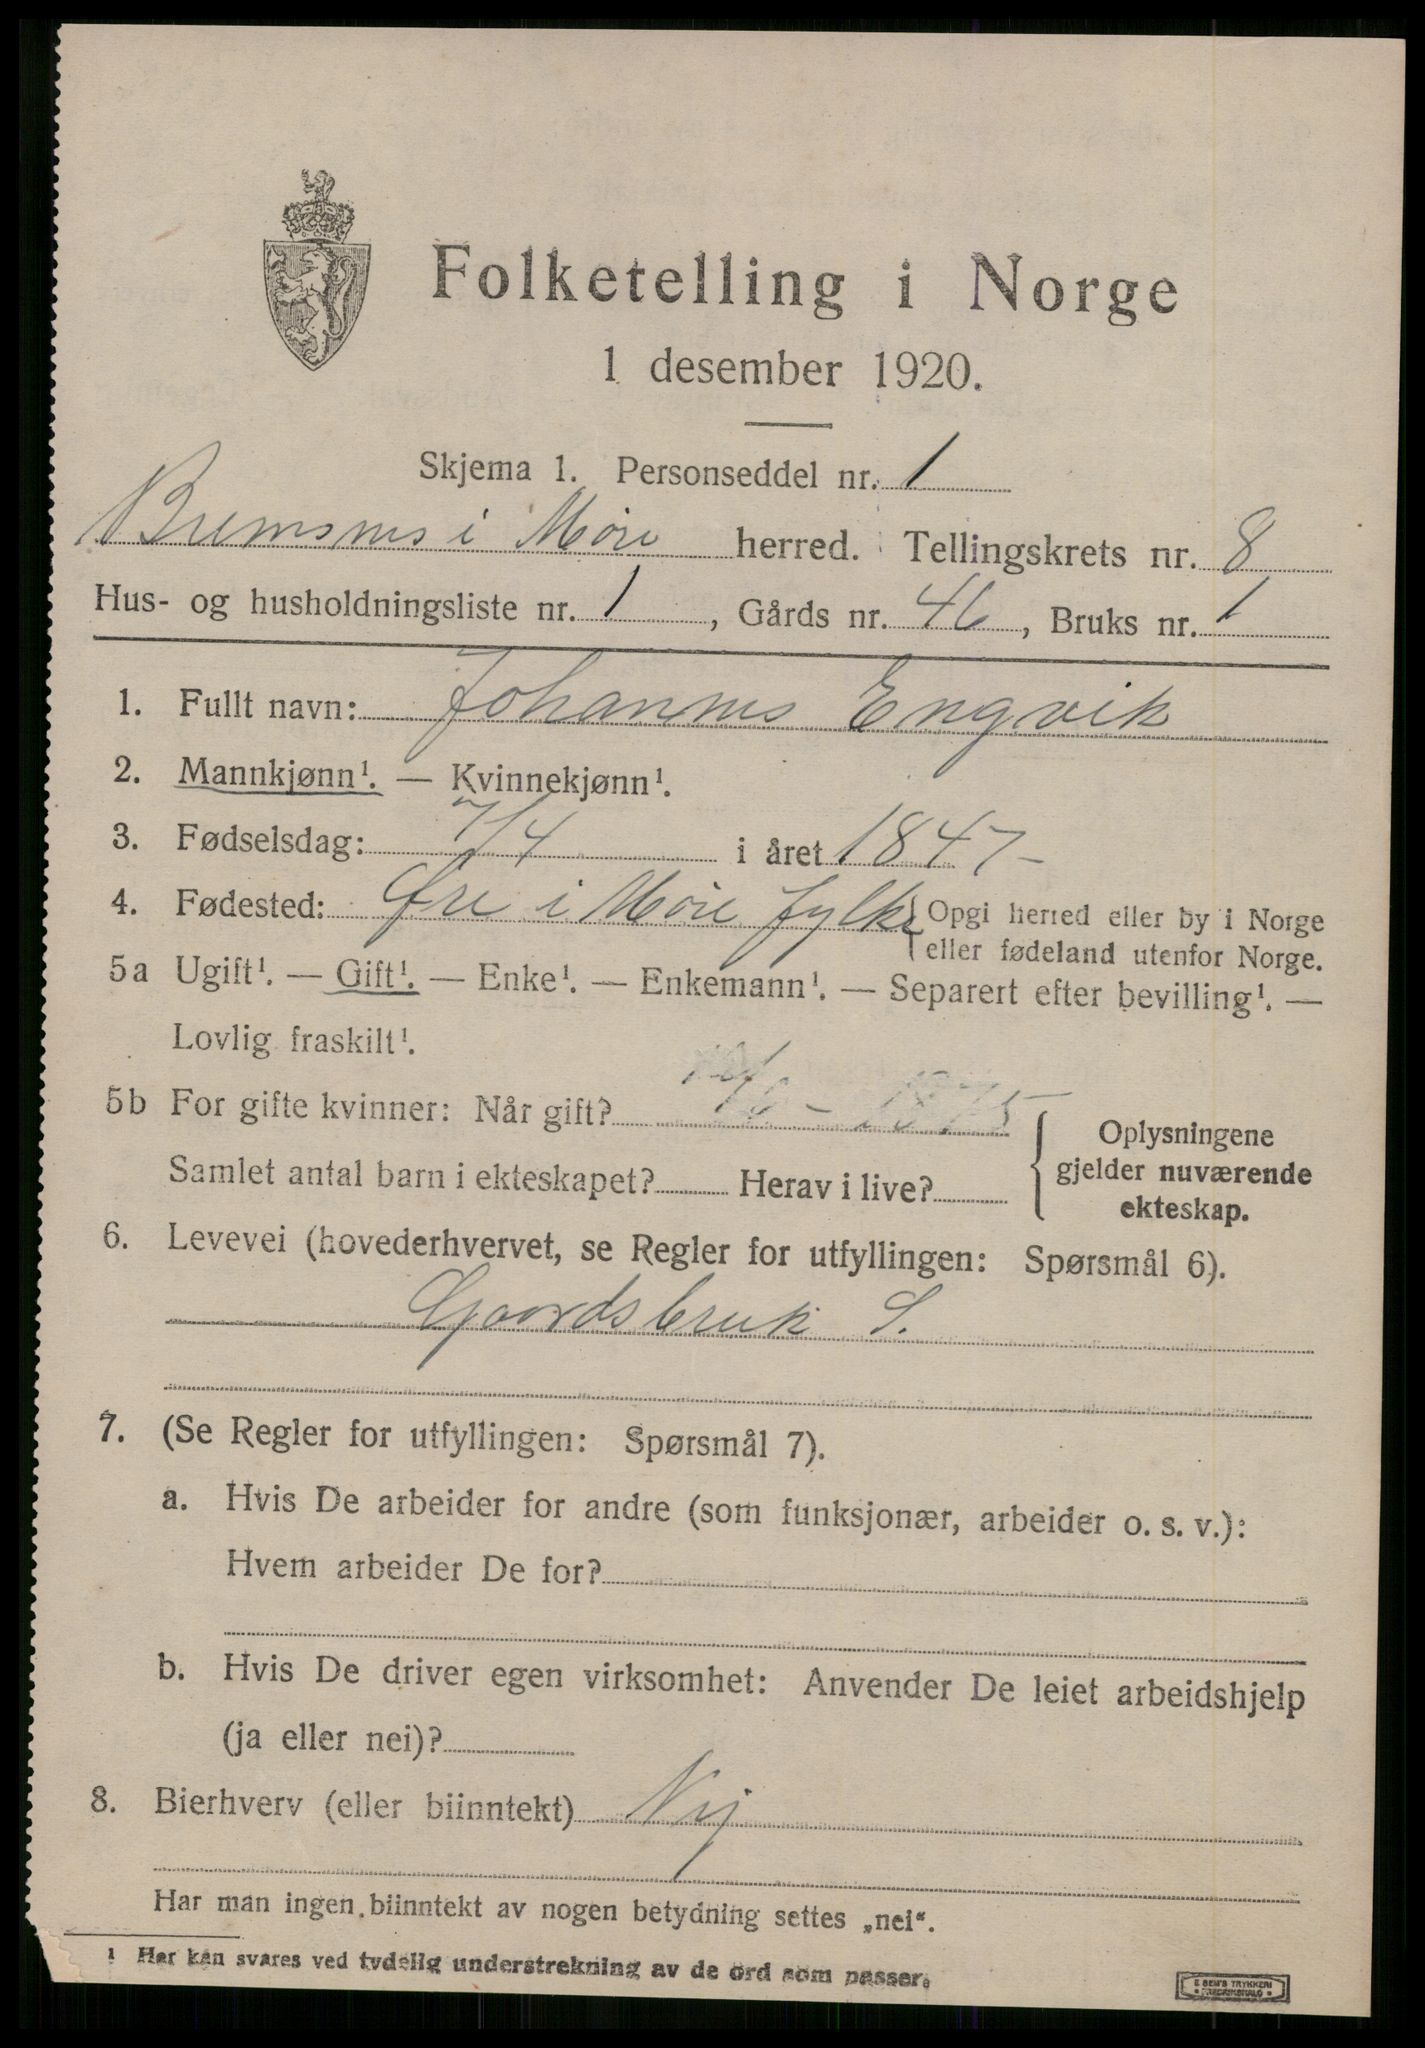 Folketelling i Norge
1 desember 1920.
Skjema 1. Personseddel nr. 1
Bremsnes i Møre herred. Tellingskrets nr. 8
Hus- og husholdningsliste nr. 1, Gårds nr. 46, Bruks nr. 1
1. Fullt navn: Johannes Engvik
2. Mannkjønn¹. — Kvinnekjønn¹.
3. Fødselsdag: 7/4 i året 1847-
4. Fødested: Øre i Møre fylke { Opgi herred eller by i Norge
eller fødeland utenfor Norge.
5a Ugift¹. — Gift¹. — Enke¹. — Enkemann¹. — Separert efter bevilling¹. —
Lovlig fraskilt¹.
5b For gifte kvinner: Når gift? - 1875
Samlet antal barn i ekteskapet? Herav i live?
Oplysningene
gjelder nuværende
ekteskap.
6. Levevei (hovederhvervet, se Regler for utfyllingen: Spørsmål 6).
Gaardsbruk S.
7. (Se Regler for utfyllingen: Spørsmål 7).
a. Hvis De arbeider for andre (som funksjonær, arbeider o. s. v.):
Hvem arbeider De for?
b. Hvis De driver egen virksomhet: Anvender De leiet arbeidshjelp
(ja eller nei)?
8. Bierhverv (eller biinntekt) Nej
Har man ingen biinntekt av nogen betydning settes „nei“.
1 Her kan svares ved tydelig understrekning av de ord som passer.
E SEM'S TRYKKERI
• FREDRIKSHALD •